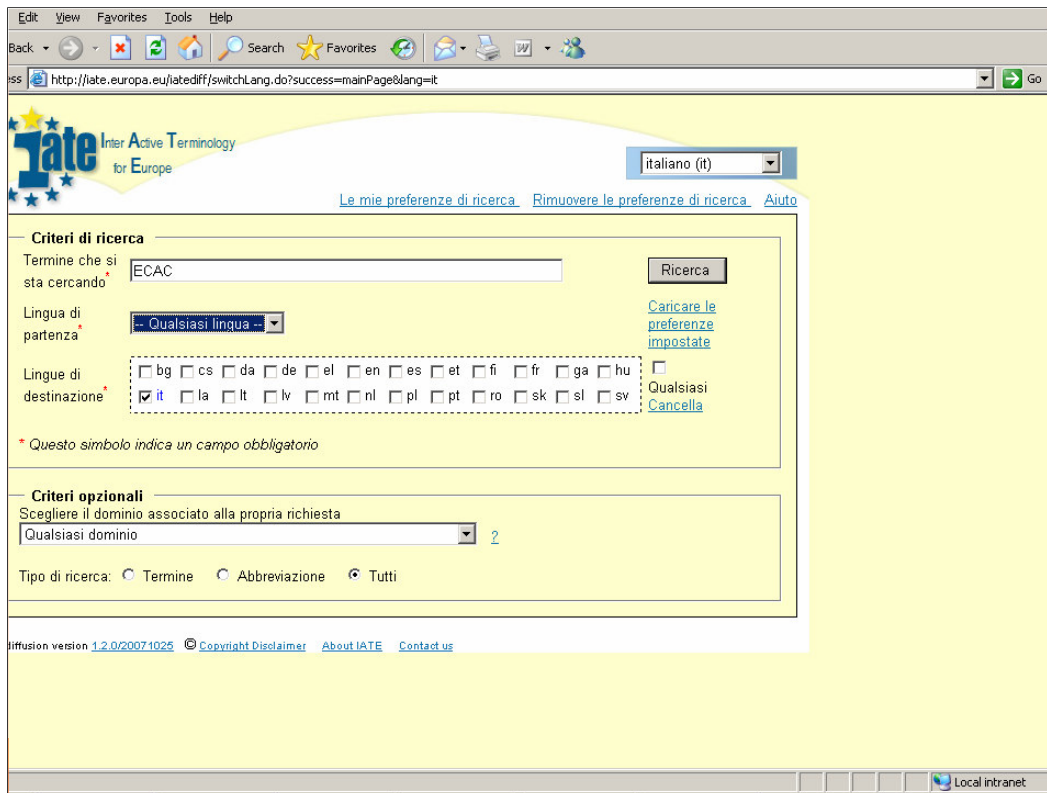 Edit View Favorites Tools Help
Back Search Favorites
ess http://iate.europa.eu/iatediff/switchLang.do?success=mainPage&lang=it Go
iate Inter Active Terminology
for Europe
italiano (it)
Le mie preferenze di ricerca Rimuovere le preferenze di ricerca Aiuto
Criteri di ricerca
Termine che si
sta cercando* ECAC Ricerca
Lingua di
partenza* -- Qualsiasi lingua --
Caricare le
preferenze
impostate
Lingue di
destinazione*
bg cs da de el en es et fi fr ga hu
it la lt lv mt nl pl pt ro sk sl sv
Qualsiasi
Cancella
* Questo simbolo indica un campo obbligatorio
Criteri opzionali
Scegliere il dominio associato alla propria richiesta
Qualsiasi dominio ?
Tipo di ricerca: Termine Abbreviazione Tutti
diffusion version 1.2.0/20071025 © Copyright Disclaimer About IATE Contact us
Local intranet